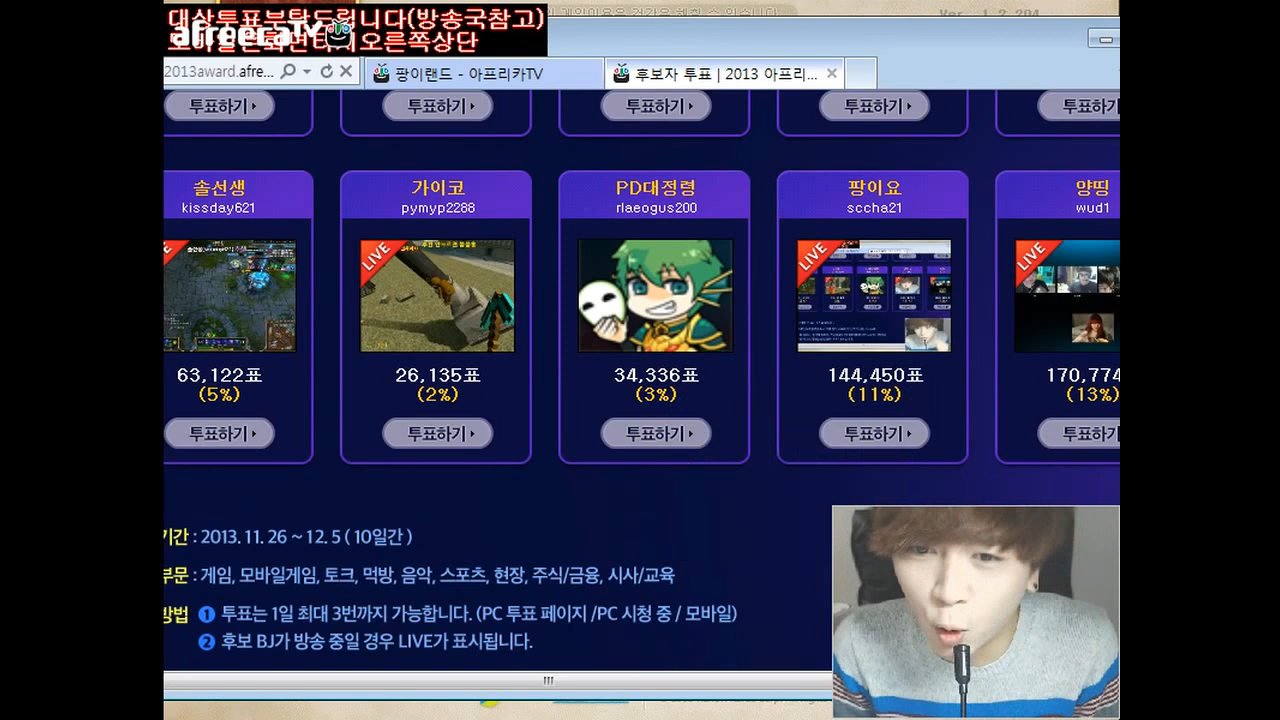 대상투표부탁드립니다(방송국참고)
afreecaTV
오른쪽상단
Ver. 1.2.294
2013award.afre...
팡이랜드 - 아프리카TV
후보자 투표 | 2013 아프리...
투표하기
투표하기
투표하기
투표하기
투표하기
솔선생
kissday621
63,122표
(5%)
투표하기
가이코
pymyp2288
LIVE
26,135표
(2%)
투표하기
PD대정령
rlaeogus200
34,336표
(3%)
투표하기
팡이요
sccha21
LIVE
144,450표
(11%)
투표하기
양띵
wud1
LIVE
170,774
(13%)
투표하기
기간 : 2013. 11. 26 ~ 12. 5 ( 10일간 )
부문 : 게임, 모바일게임, 토크, 먹방, 음악, 스포츠, 현장, 주식/금융, 시사/교육
방법 1 투표는 1일 최대 3번까지 가능합니다. (PC 투표 페이지 /PC 시청 중 / 모바일)
2 후보 BJ가 방송 중일 경우 LIVE가 표시됩니다.